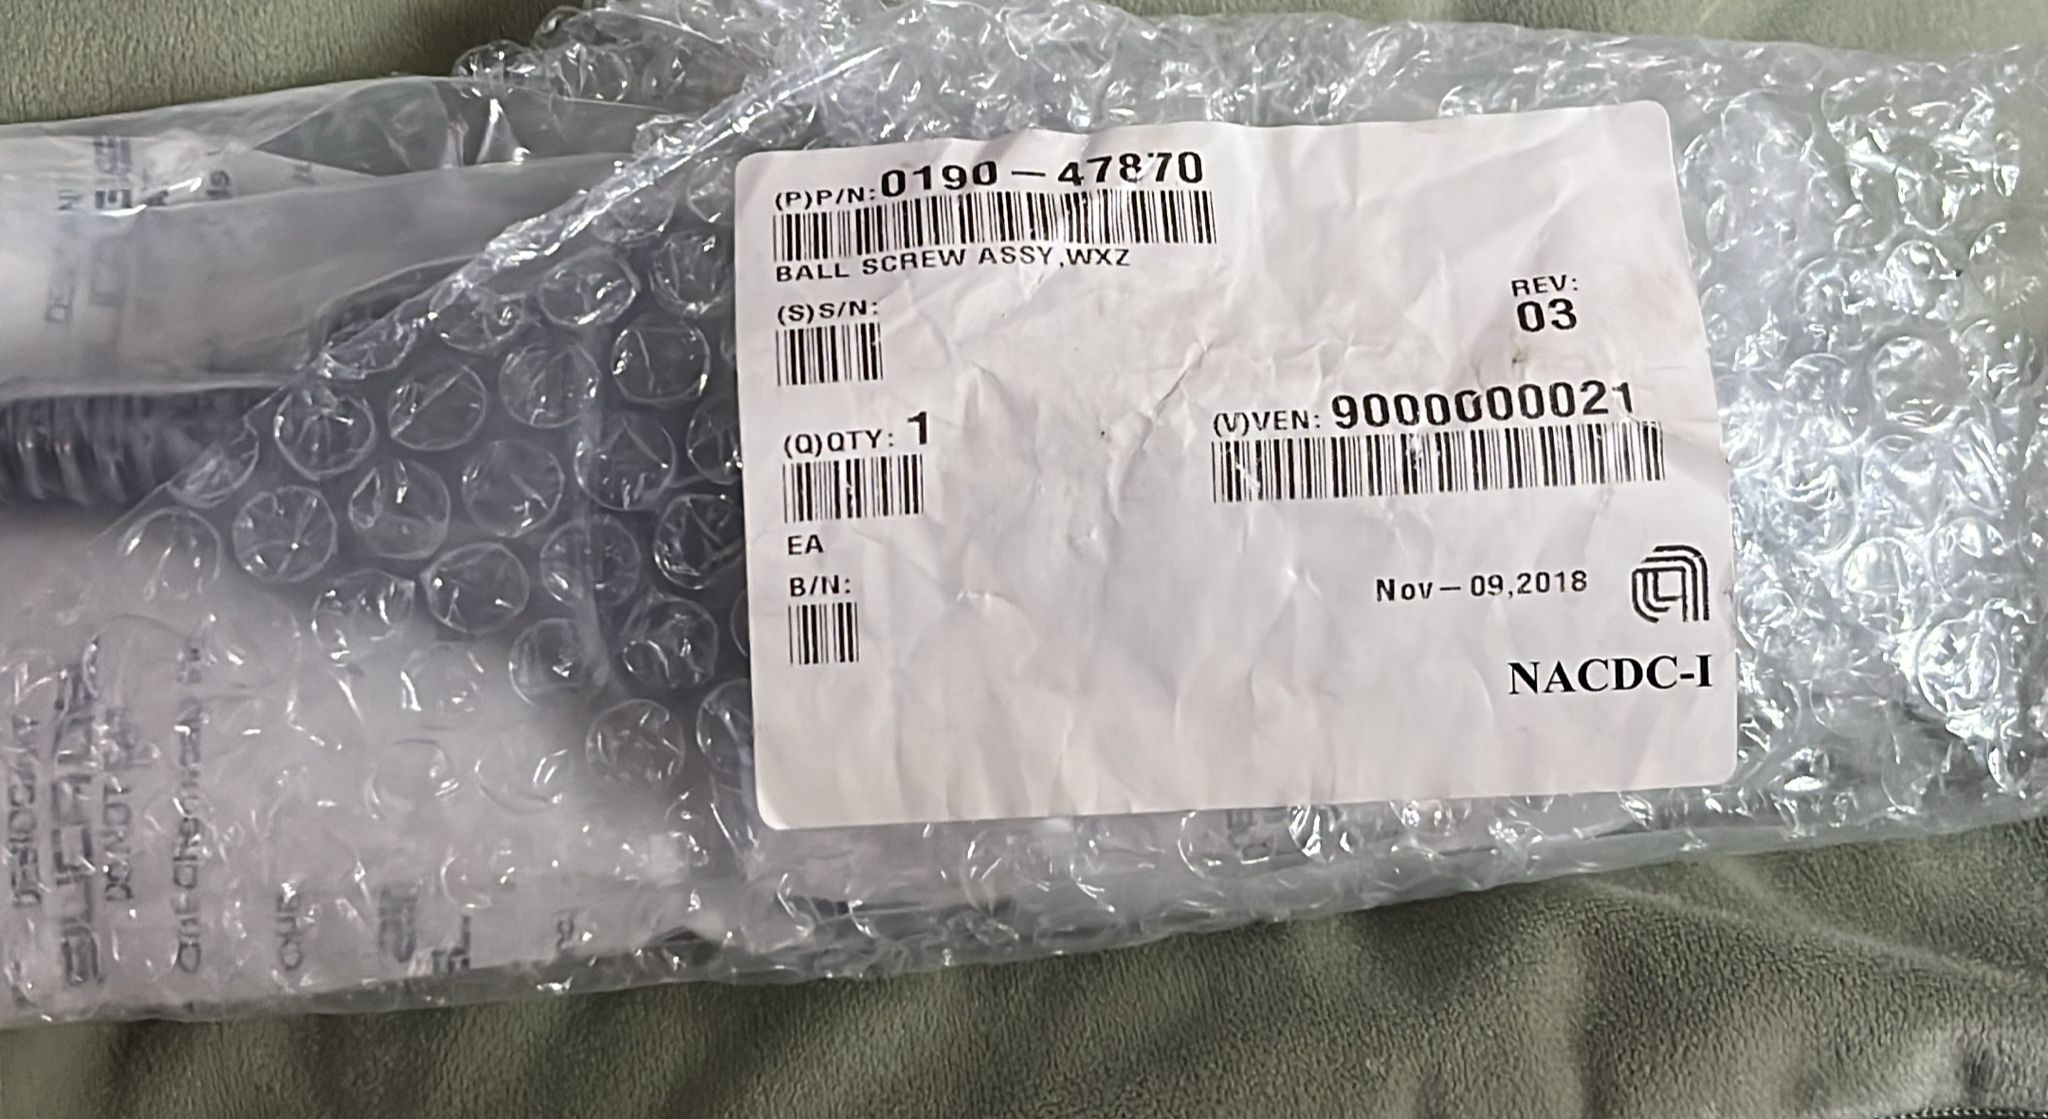 (P)P/N: 0190-47870
BALL SCREW ASSY,WXZ
(S)S/N:
REV:
03
(Q)QTY: 1
(V)VEN: 9000000021
EA
B/N:
Nov-09,2018
NACDC-I